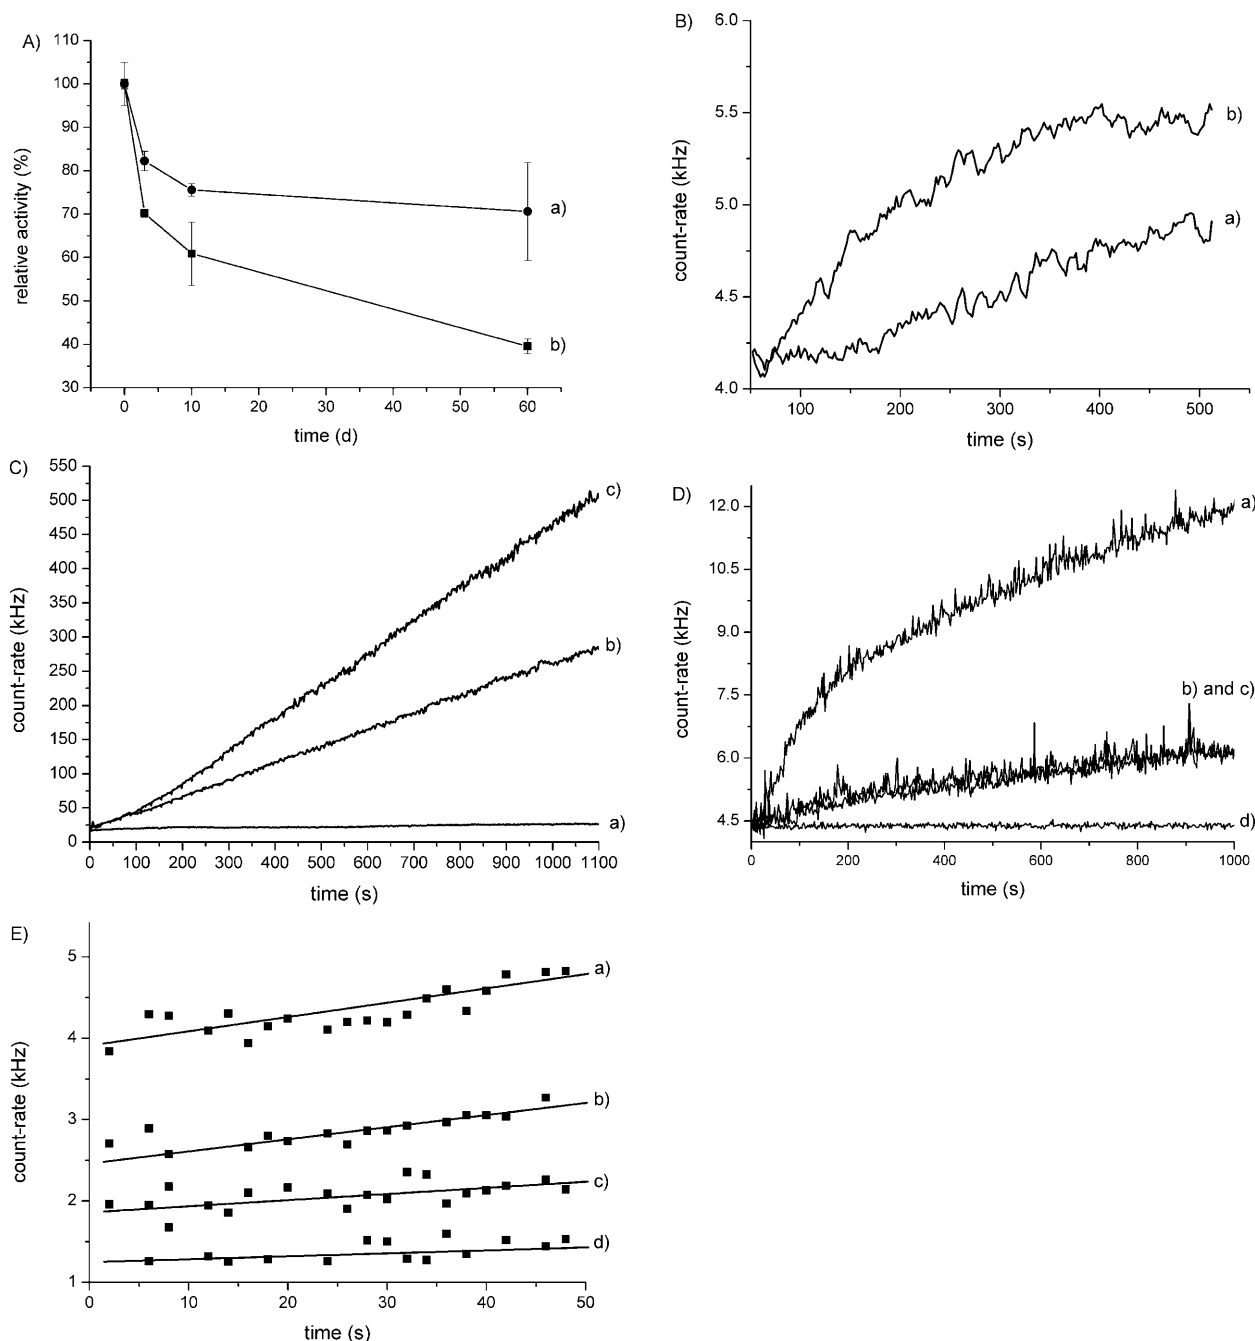 A)
110
100
90
80
70
60
50
40
30
relative activity (%)
a)
b)
0 10 20 30 40 50 60
time (d)
B)
6.0
5.5
5.0
4.5
4.0
count-rate (kHz)
b)
a)
100 200 300 400 500
time (s)
C)
550
500
450
400
350
300
250
200
150
100
50
0
count-rate (kHz)
c)
b)
a)
0 100 200 300 400 500 600 700 800 900 1000 1100
time (s)
D)
12.0
10.5
9.0
7.5
6.0
4.5
count-rate (kHz)
a)
b) and c)
d)
0 200 400 600 800 1000
time (s)
E)
5
4
3
2
1
count-rate (kHz)
a)
b)
c)
d)
0 10 20 30 40 50
time (s)